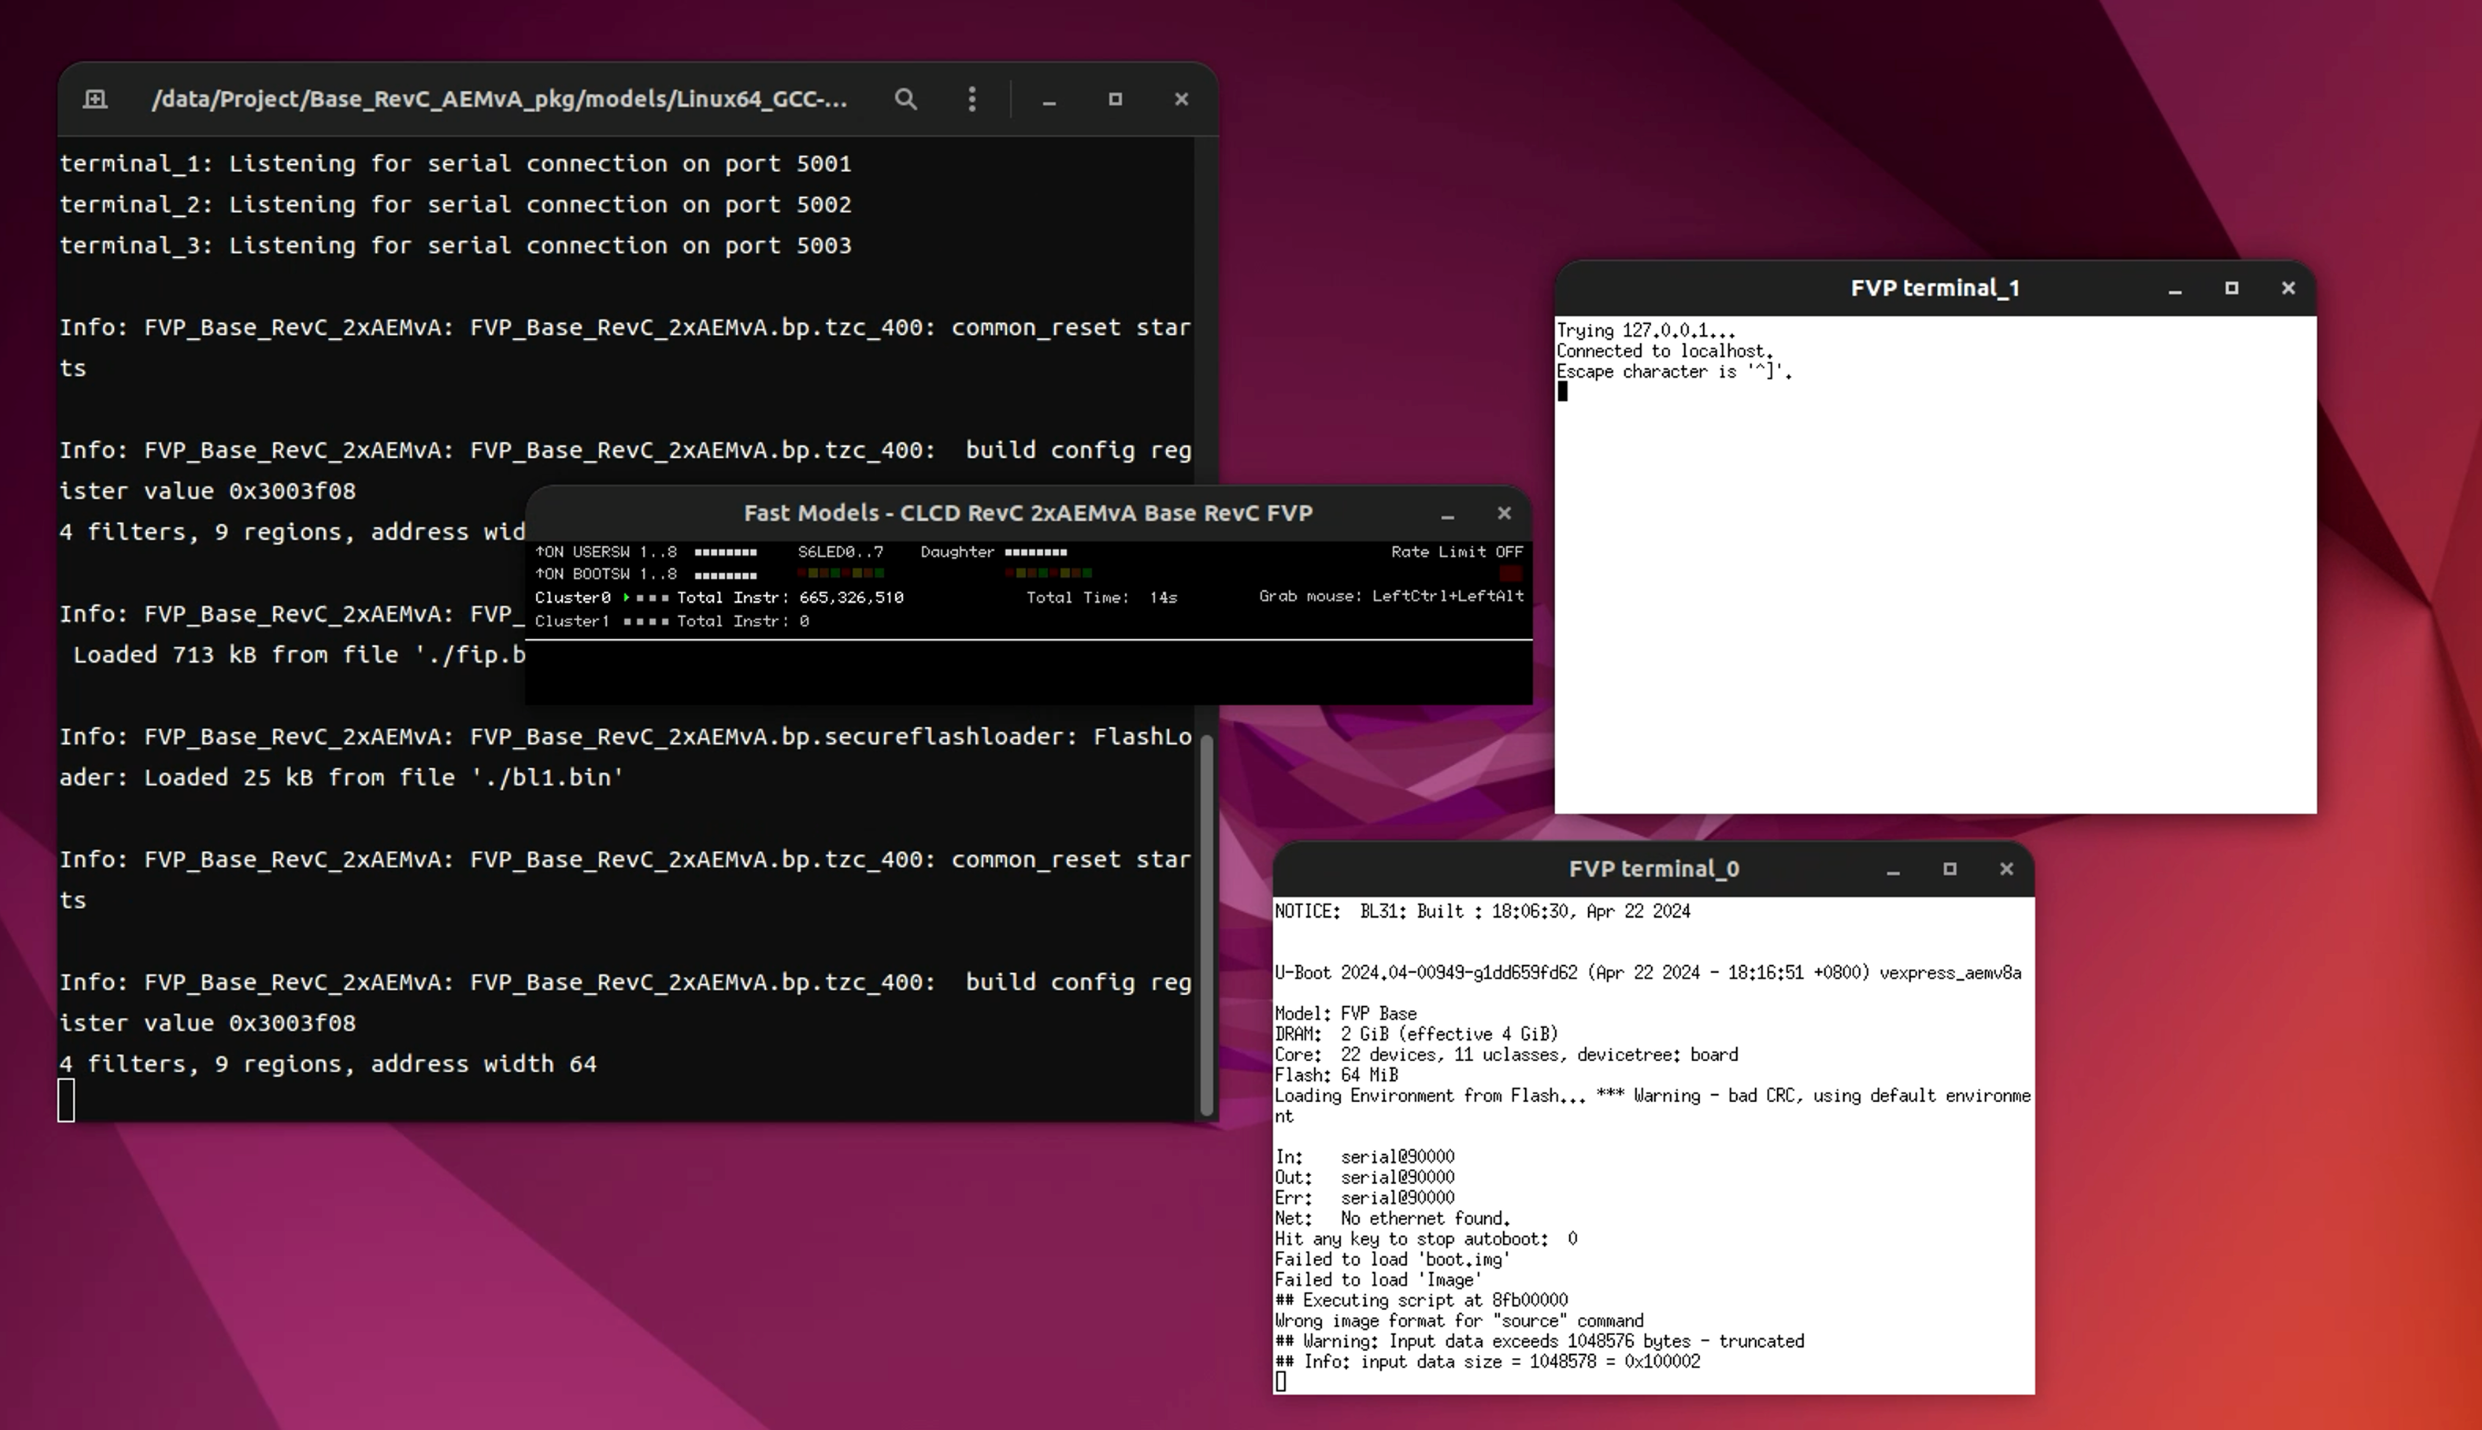 /data/Project/Base_RevC_AEMvA_pkg/models/Linux64_GCC-...
terminal_1: Listening for serial connection on port 5001
terminal_2: Listening for serial connection on port 5002
terminal_3: Listening for serial connection on port 5003
Info: FVP_Base_RevC_2xAEMvA: FVP_Base_RevC_2xAEMvA.bp.tzc_400: common_reset star
ts
Info: FVP_Base_RevC_2xAEMvA: FVP_Base_RevC_2xAEMvA.bp.tzc_400:  build config reg
ister value 0x3003f08
4 filters, 9 regions, address wid
Info: FVP_Base_RevC_2xAEMvA: FVP_
 Loaded 713 kB from file './fip.b
Info: FVP_Base_RevC_2xAEMvA: FVP_Base_RevC_2xAEMvA.bp.secureflashloader: FlashLo
ader: Loaded 25 kB from file './bl1.bin'
Info: FVP_Base_RevC_2xAEMvA: FVP_Base_RevC_2xAEMvA.bp.tzc_400: common_reset star
ts
Info: FVP_Base_RevC_2xAEMvA: FVP_Base_RevC_2xAEMvA.bp.tzc_400:  build config reg
ister value 0x3003f08
4 filters, 9 regions, address width 64
Fast Models - CLCD RevC 2xAEMvA Base RevC FVP
↑ON USERSW 1..8 S6LED0..7 Daughter Rate Limit OFF
↑ON BOOTSW 1..8
Cluster0 Total Instr: 665,326,510 Total Time: 14s Grab mouse: LeftCtrl+LeftAlt
Cluster1 Total Instr: 0
FVP terminal_1
Trying 127.0.0.1...
Connected to localhost.
Escape character is '^]'.
FVP terminal_0
NOTICE:  BL31: Built : 18:06:30, Apr 22 2024
U-Boot 2024.04-00949-g1dd659fd62 (Apr 22 2024 - 18:16:51 +0800) vexpress_aemv8a
Model: FVP Base
DRAM:  2 GiB (effective 4 GiB)
Core:  22 devices, 11 uclasses, devicetree: board
Flash: 64 MiB
Loading Environment from Flash... *** Warning - bad CRC, using default environme
nt
In:    serial@90000
Out:   serial@90000
Err:   serial@90000
Net:   No ethernet found.
Hit any key to stop autoboot:  0
Failed to load 'boot.img'
Failed to load 'Image'
## Executing script at 8fb00000
Wrong image format for "source" command
## Warning: Input data exceeds 1048576 bytes - truncated
## Info: input data size = 1048578 = 0x100002